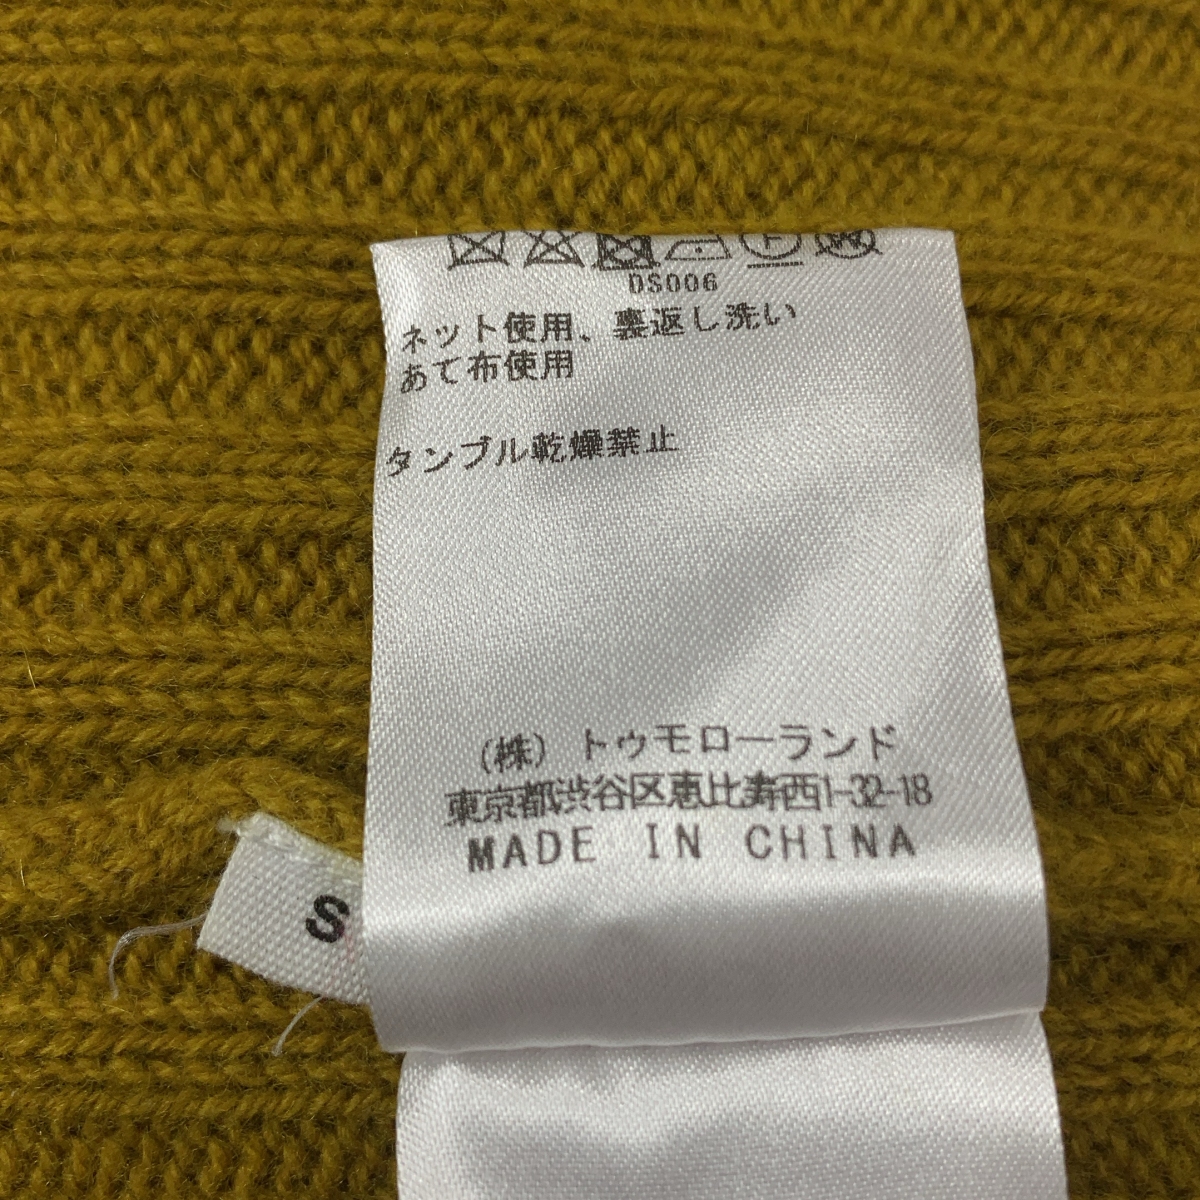 DS006
ネット使用、裏返し洗い
あて布使用
タンブル乾燥禁止
(株)トゥモローランド
東京都渋谷区恵比寿西1-32-18
MADE IN CHINA
S